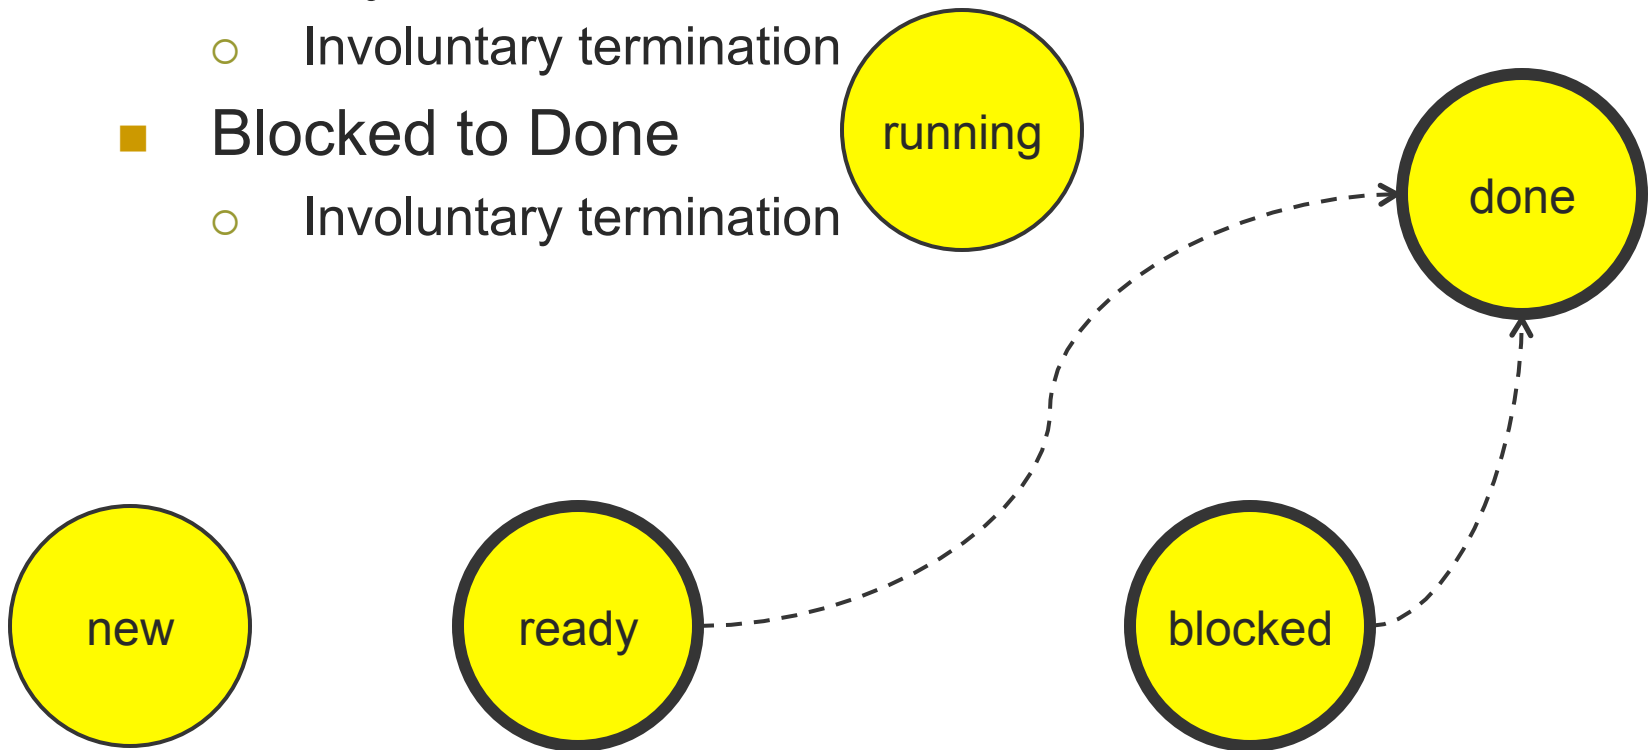 Involuntary termination
Blocked to Done
Involuntary termination
running
done
new
ready
blocked